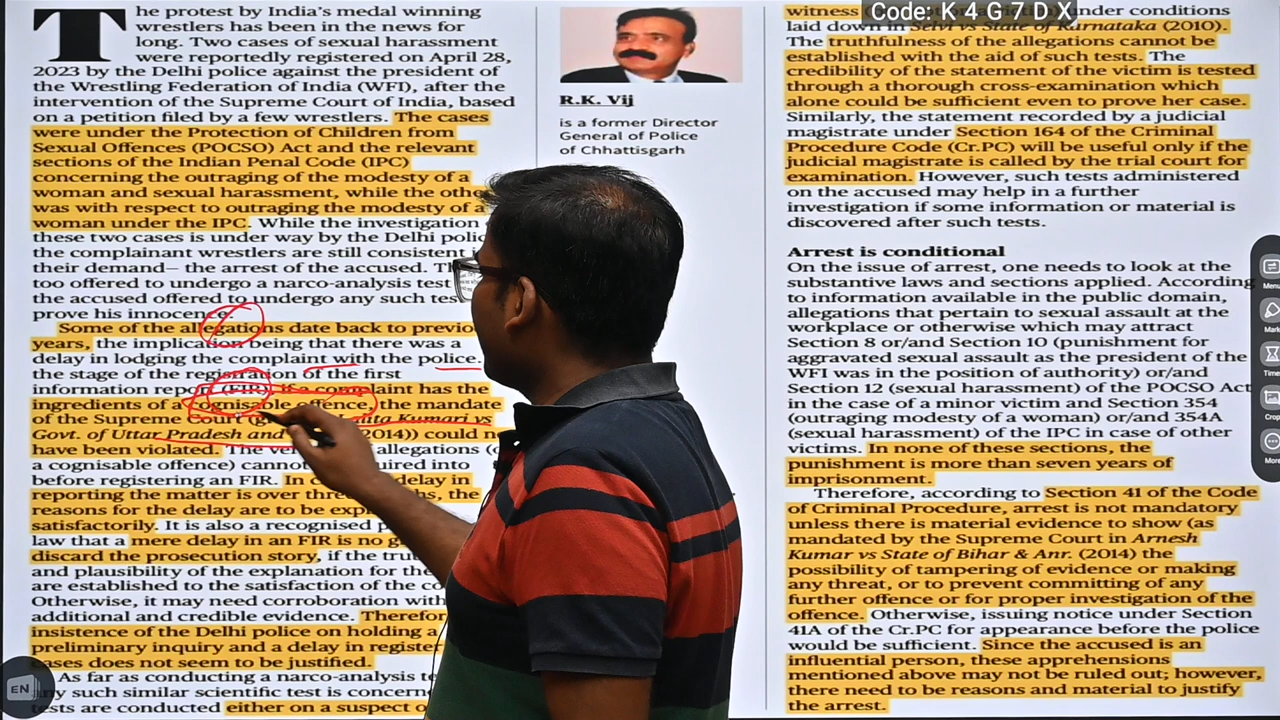 The protest by India's medal winning
wrestlers has been in the news for
long. Two cases of sexual harassment
were reportedly registered on April 28,
2023 by the Delhi police against the president of
the Wrestling Federation of India (WFI), after the
intervention of the Supreme Court of India, based
on a petition filed by a few wrestlers. The cases
were under the Protection of Children from
Sexual Offences (POCSO) Act and the relevant
sections of the Indian Penal Code (IPC)
concerning the outraging of the modesty of a
woman and sexual harassment, while the
was with respect to outraging the modesty of a
woman under the IPC. While the investigation
these two cases is under way by the Delhi
the complainant wrestlers are still consistent
their demand— the arrest of the accused.
too offered to undergo a narco-analysis test
the accused offered to undergo any such
prove his innocence.
Some of the allegations date back to
years, the implication being that there was a
delay in lodging the complaint with the police.
the stage of the registration of the first
information report (FIR), if a complaint has the
ingredients of a cognisable offence, the mandate
of the Supreme Court Kumari vs
Govt. of Uttar Pradesh and (2014)) could
have been violated. The allegations
a cognisable offence) into
before registering an FIR. In delay in
reporting the matter is over the
reasons for the delay are to be
satisfactorily. It is also a recognised
law that a mere delay in an FIR is no
discard the prosecution story, if the
and plausibility of the explanation for the
are established to the satisfaction of the
Otherwise, it may need corroboration with
additional and credible evidence.
insistence of the Delhi police on holding a
preliminary inquiry and a delay in
cases does not seem to be justified.
As far as conducting a narco-analysis
any such similar scientific test is
tests are conducted either on a suspect
R.K. Vij
is a former Director
General of Police
of Chhattisgarh
Code: K 4 G 7 D X
witness under conditions
laid down in Selvi vs State of Karnataka (2010).
The truthfulness of the allegations cannot be
established with the aid of such tests. The
credibility of the statement of the victim is tested
through a thorough cross-examination which
alone could be sufficient even to prove her case.
Similarly, the statement recorded by a judicial
magistrate under Section 164 of the Criminal
Procedure Code (Cr.PC) will be useful only if the
judicial magistrate is called by the trial court for
examination. However, such tests administered
on the accused may help in a further
investigation if some information or material is
discovered after such tests.
Arrest is conditional
On the issue of arrest, one needs to look at the
substantive laws and sections applied. According
to information available in the public domain,
allegations that pertain to sexual assault at the
workplace or otherwise which may attract
Section 8 or/and Section 10 (punishment for
aggravated sexual assault as the president of the
WFI was in the position of authority) or/and
Section 12 (sexual harassment) of the POCSO Act
in the case of a minor victim and Section 354
(outraging modesty of a woman) or/and 354A
(sexual harassment) of the IPC in case of other
victims. In none of these sections, the
punishment is more than seven years of
imprisonment.
Therefore, according to Section 41 of the Code
of Criminal Procedure, arrest is not mandatory
unless there is material evidence to show (as
mandated by the Supreme Court in Arnesh
Kumar vs State of Bihar & Anr. (2014) the
possibility of tampering of evidence or making
any threat, or to prevent committing of any
further offence or for proper investigation of the
offence. Otherwise, issuing notice under Section
41A of the Cr.PC for appearance before the police
would be sufficient. Since the accused is an
influential person, these apprehensions
mentioned above may not be ruled out; however,
there need to be reasons and material to justify
the arrest.
EN